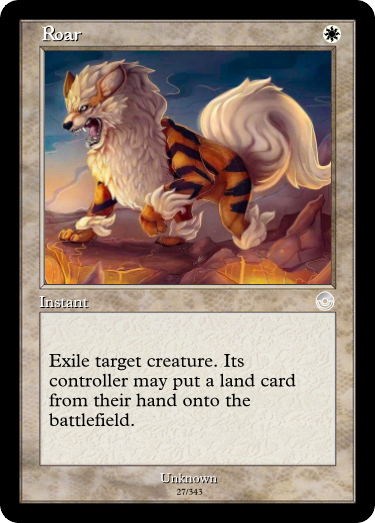 Roar
Instant
Exile target creature. Its
controller may put a land card
from their hand onto the
battlefield.
Unknown
27/343